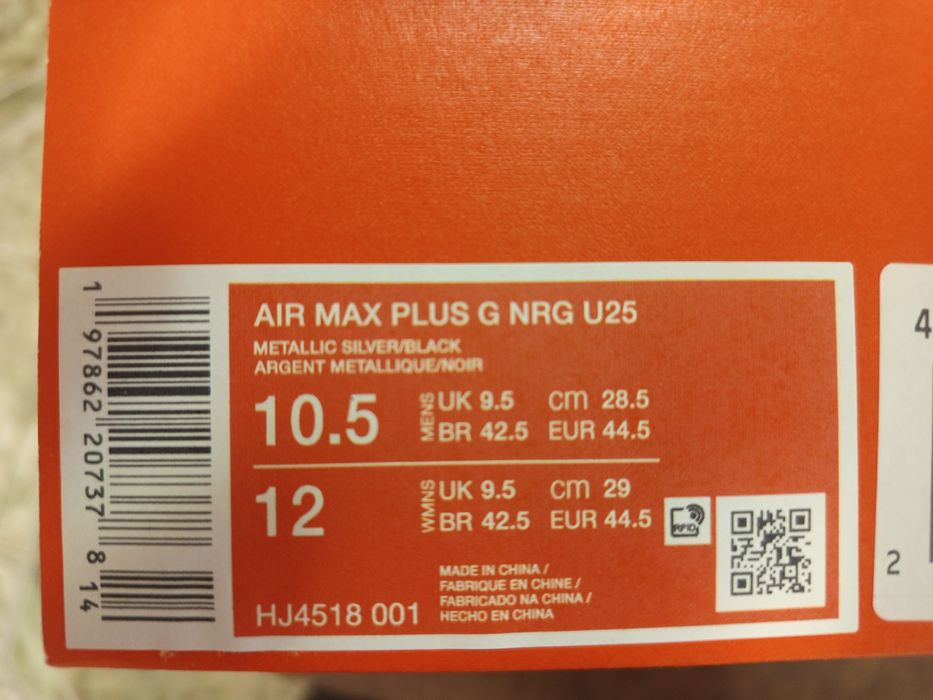 AIR MAX PLUS G NRG U25
METALLIC SILVER/BLACK
ARGENT METALLIQUE/NOIR
10.5
MENS
UK 9.5 CM 28.5
BR 42.5 EUR 44.5
12
WMNS
UK 9.5 CM 29
BR 42.5 EUR 44.5
RFID
MADE IN CHINA /
FABRIQUE EN CHINE /
FABRICADO NA CHINA /
HECHO EN CHINA
HJ4518 001
1 97862 20737 8 14
4
2